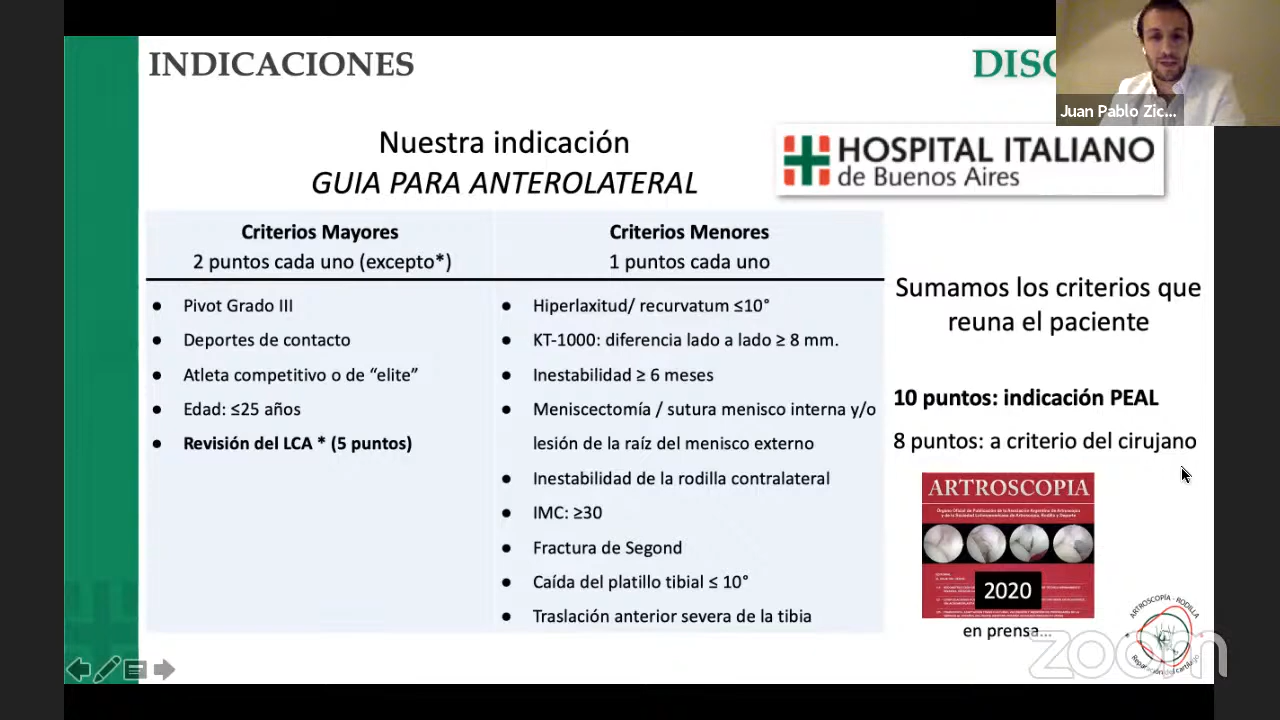 INDICACIONES
DISC
Juan Pablo Zic...
Nuestra indicación
GUIA PARA ANTEROLATERAL
HOSPITAL ITALIANO
de Buenos Aires
Criterios Mayores
2 puntos cada uno (excepto*)
Criterios Menores
1 puntos cada uno
● Pivot Grado III
● Deportes de contacto
● Atleta competitivo o de “elite”
● Edad: ≤25 años
● Revisión del LCA * (5 puntos)
● Hiperlaxitud/ recurvatum ≤10°
● KT-1000: diferencia lado a lado ≥ 8 mm.
● Inestabilidad ≥ 6 meses
● Meniscectomía / sutura menisco interna y/o
lesión de la raíz del menisco externo
● Inestabilidad de la rodilla contralateral
● IMC: ≥30
● Fractura de Segond
● Caída del platillo tibial ≤ 10°
● Traslación anterior severa de la tibia
Sumamos los criterios que
reuna el paciente
10 puntos: indicación PEAL
8 puntos: a criterio del cirujano
ARTROSCOPIA
2020
en prensa...
ARTROSCOPÍA - RODILLA
Reparación del cartílago
zoom